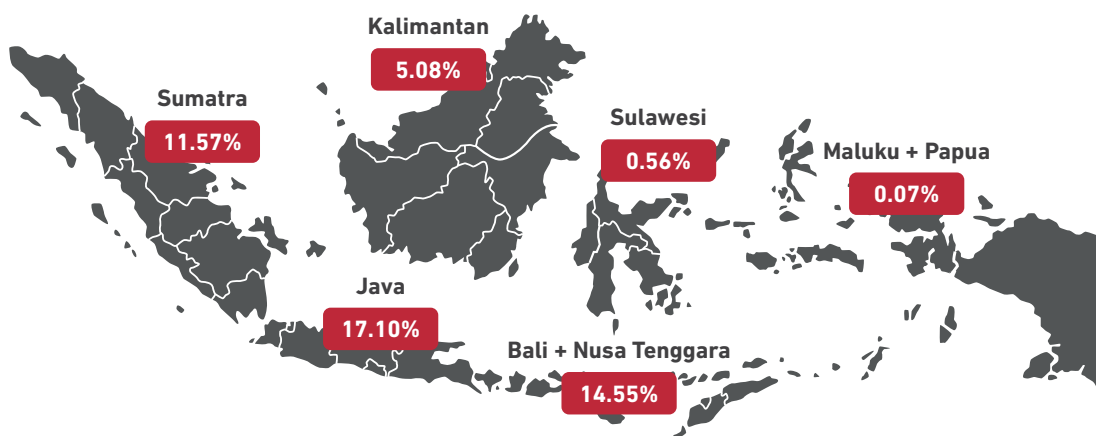 Kalimantan
5.08%
Sumatra
11.57%
Sulawesi
0.56%
Maluku + Papua
0.07%
Java
17.10%
Bali + Nusa Tenggara
14.55%